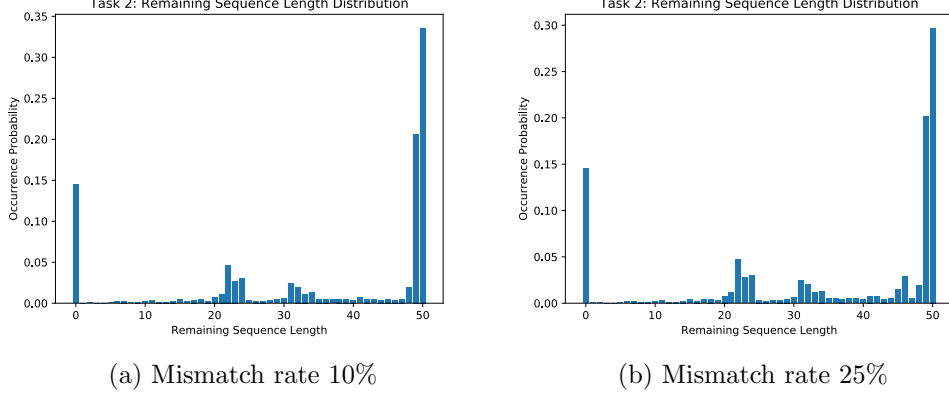 Task 2: Remaining Sequence Length Distribution
0.35
0.30
0.25
0.20
0.15
0.10
0.05
0.00
Occurrence Probability
0 10 20 30 40 50
Remaining Sequence Length
(a) Mismatch rate 10%
Task 2: Remaining Sequence Length Distribution
0.30
0.25
0.20
0.15
0.10
0.05
0.00
Occurrence Probability
0 10 20 30 40 50
Remaining Sequence Length
(b) Mismatch rate 25%